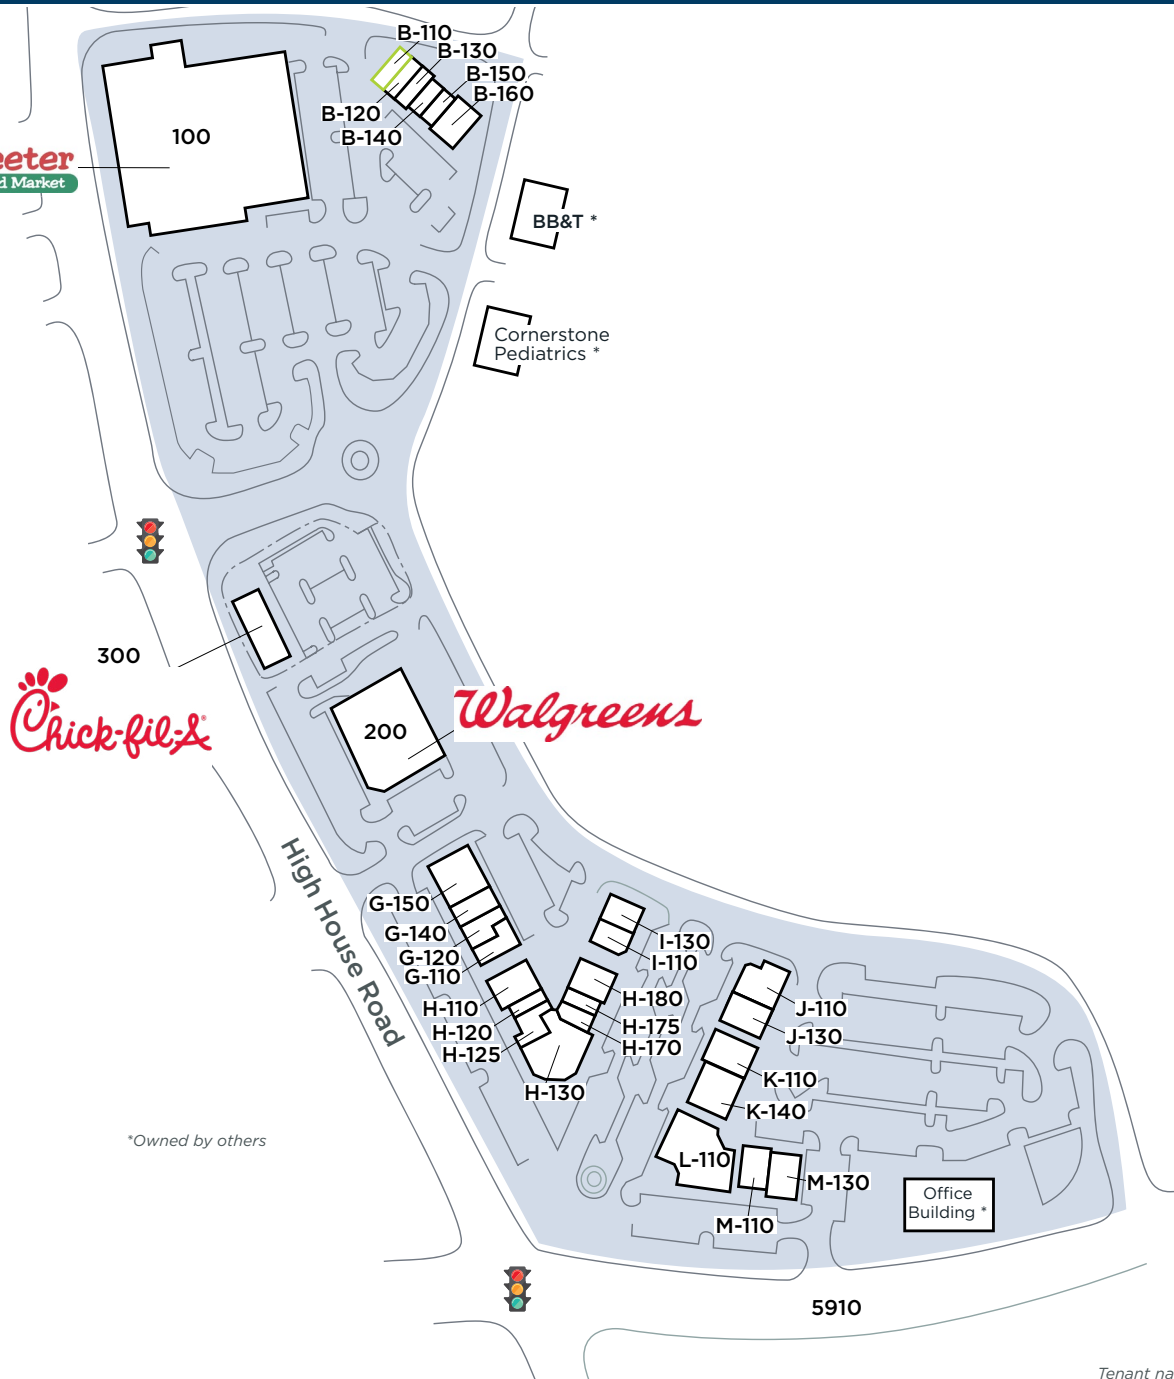 B-110
B-130
B-150
B-160
B-120
B-140
100
d Market
BB&T *
Cornerstone
Pediatrics *
300
Chick-fil-A
200
Walgreens
High House Road
G-150
G-140
G-120
G-110
I-130
I-110
H-110
H-120
H-125
H-130
H-180
H-175
H-170
J-110
J-130
K-110
K-140
L-110
M-130
M-110
Office
Building *
*Owned by others
5910
Tenant